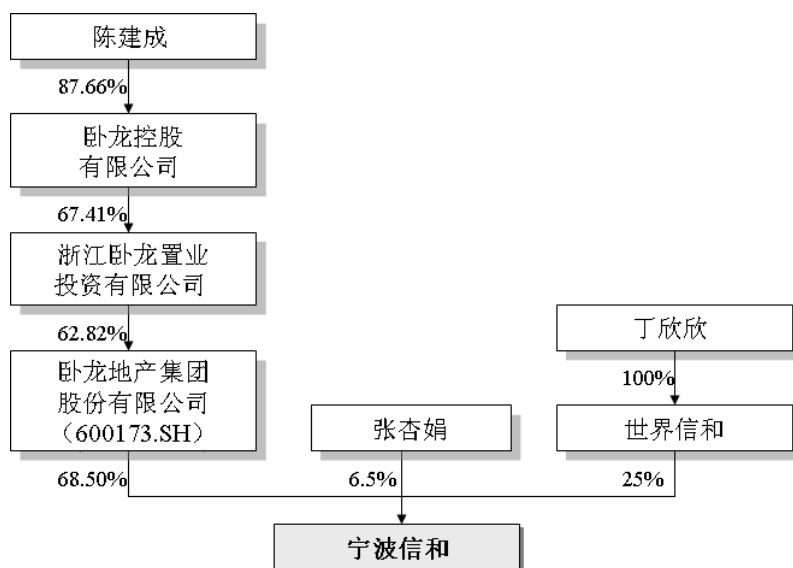 陈建成
87.66%
卧龙控股
有限公司
67.41%
浙江卧龙置业
投资有限公司
62.82%
丁欣欣
卧龙地产集团
股份有限公司
（600173.SH）
100%
张杏娟
世界信和
68.50%
6.5%
25%
宁波信和